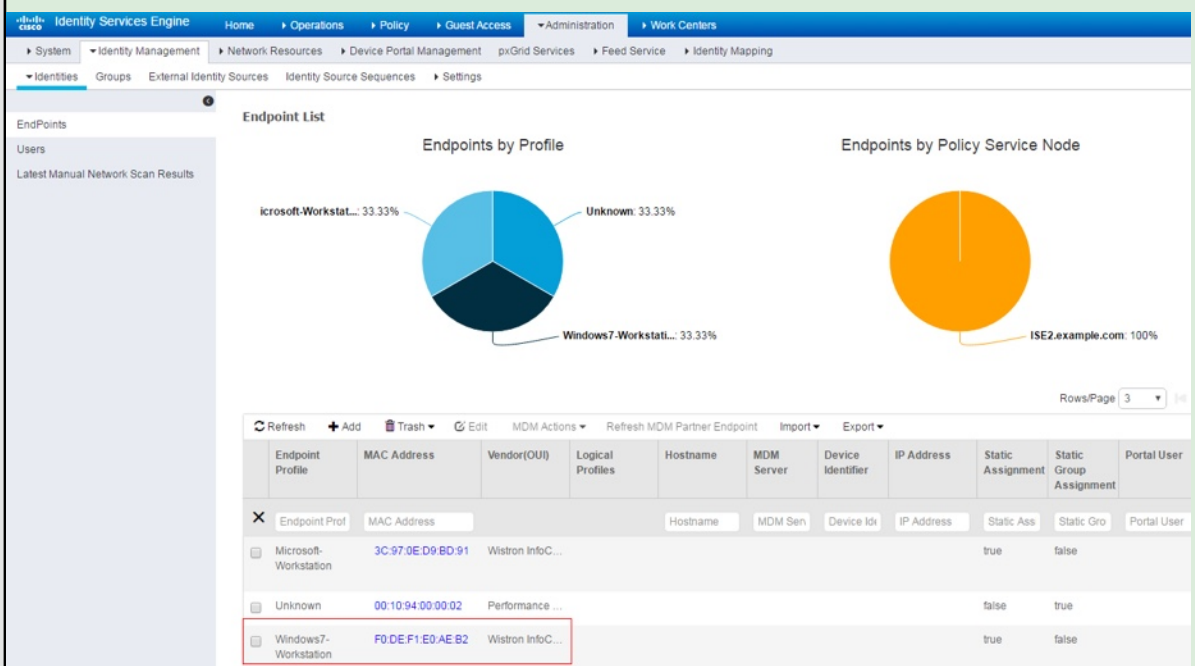 cisco Identity Services Engine Home Operations Policy Guest Access Administration Work Centers
System Identity Management Network Resources Device Portal Management pxGrid Services Feed Service Identity Mapping
Identities Groups External Identity Sources Identity Source Sequences Settings
EndPoints
Users
Latest Manual Network Scan Results
Endpoint List
Endpoints by Profile
icrosoft-Workstat...: 33.33%
Unknown: 33.33%
Windows7-Workstati...: 33.33%
Endpoints by Policy Service Node
ISE2.example.com: 100%
Rows/Page 3
Refresh Add Trash Edit MDM Actions Refresh MDM Partner Endpoint Import Export
Endpoint Profile MAC Address Vendor(OUI) Logical Profiles Hostname MDM Server Device Identifier IP Address Static Assignment Static Group Assignment Portal User
Endpoint Prof MAC Address Hostname MDM Sen Device Ide IP Address Static Ass Static Gro Portal User
Microsoft-Workstation 3C:97:0E:D9:BD:91 Wistron InfoC... true false
Unknown 00:10:94:00:00:02 Performance ... false true
Windows7-Workstation F0:DE:F1:E0:AE:B2 Wistron InfoC... true false